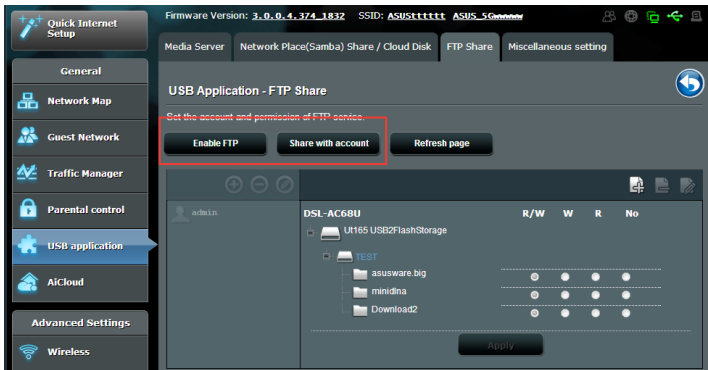 Quick Internet
Setup
Firmware Version: 3.0.0.4.374_1832 SSID: ASUSttttt ASUS_5G
Media Server Network Place(Samba) Share / Cloud Disk FTP Share Miscellaneous setting
General
USB Application - FTP Share
Network Map
Set the account and permission of FTP service.
Guest Network
Enable FTP Share with account Refresh page
Traffic Manager
Parental control
admin
DSL-AC68U R/W W R No
Ut165 USB2FlashStorage
USB application
TEST
asusware.big
AiCloud
minidlna
Download2
Advanced Settings
Apply
Wireless